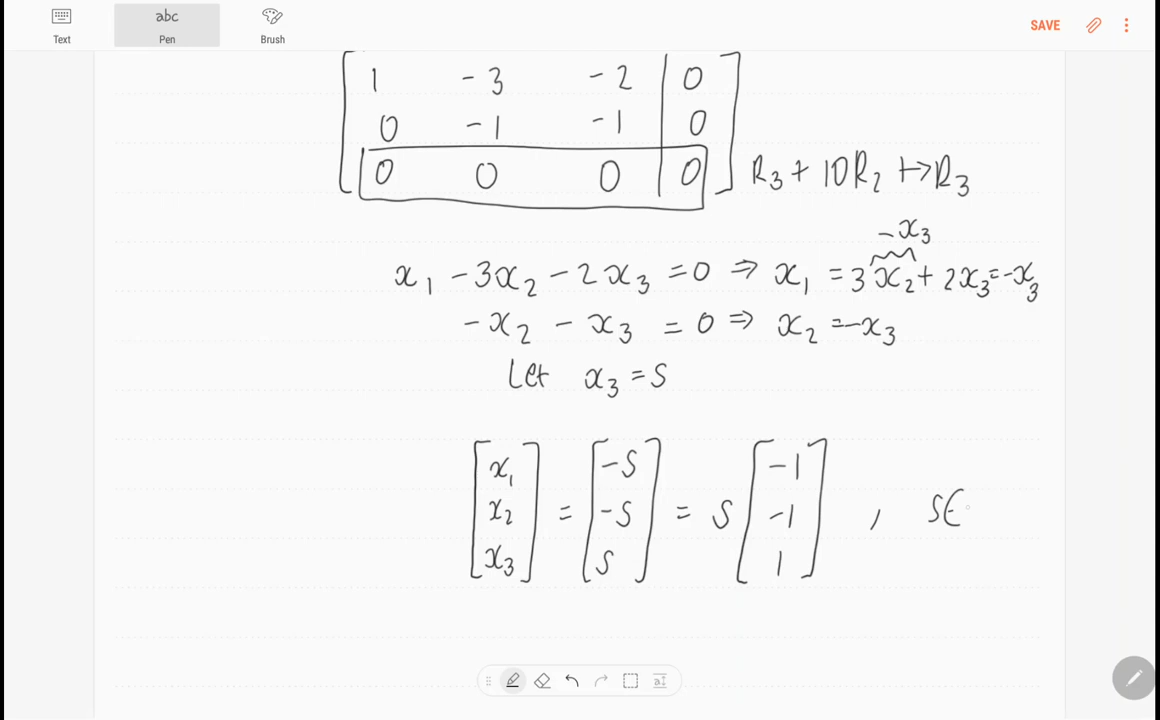 abc
Text Pen Brush SAVE
1 -3 -2 0
0 -1 -1 0
0 0 0 0 R₃ + 10R₂ ↦ R₃
-x₃
x₁ - 3x₂ - 2x₃ = 0 ⇒ x₁ = 3x₂ + 2x₃ = -x₃
-x₂ - x₃ = 0 ⇒ x₂ = -x₃
Let x₃ = s
x₁ -s -1
x₂ = -s = s -1 , s∈
x₃ s 1